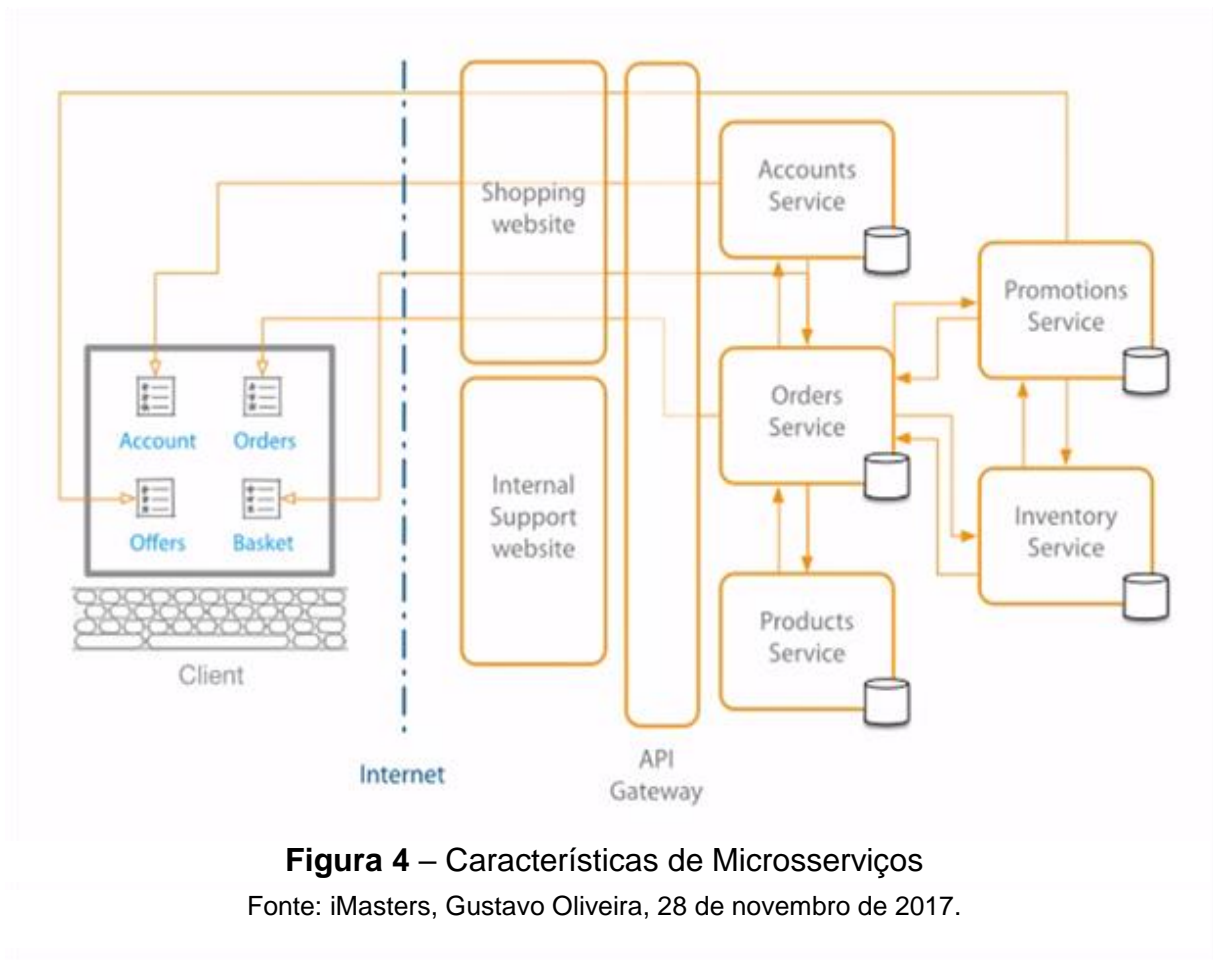 Shopping
website
Accounts
Service
Promotions
Service
Account
Orders
Offers
Basket
Orders
Service
Internal
Support
website
Inventory
Service
Products
Service
Client
Internet
API
Gateway
Figura 4 – Características de Microsserviços
Fonte: iMasters, Gustavo Oliveira, 28 de novembro de 2017.